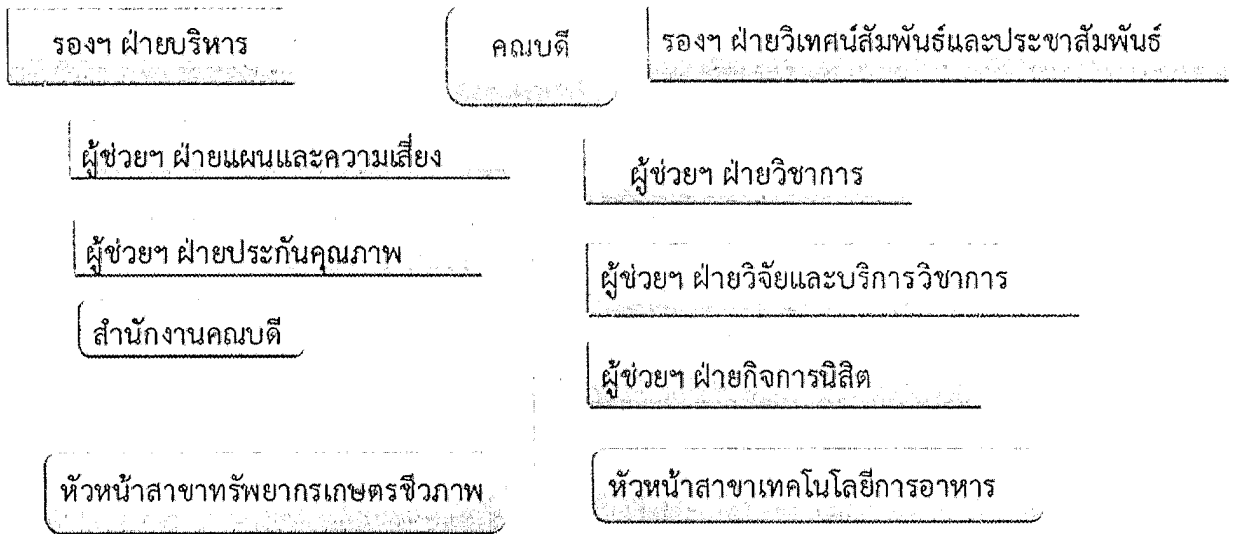 รองฯ ฝ่ายบริหาร
คณบดี
รองฯ ฝ่ายวิเทศน์สัมพันธ์และประชาสัมพันธ์
ผู้ช่วยฯ ฝ่ายแผนและความเสี่ยง
ผู้ช่วยฯ ฝ่ายวิชาการ
ผู้ช่วยฯ ฝ่ายประกันคุณภาพ
ผู้ช่วยฯ ฝ่ายวิจัยและบริการวิชาการ
สำนักงานคณบดี
ผู้ช่วยฯ ฝ่ายกิจการนิสิต
หัวหน้าสาขาทรัพยากรเกษตรชีวภาพ
หัวหน้าสาขาเทคโนโลยีการอาหาร